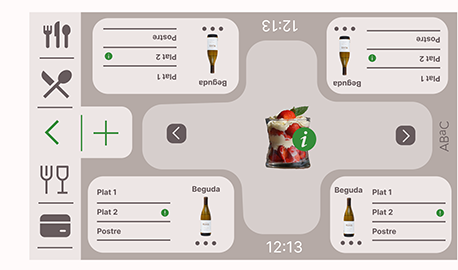 12:13
Postre
Plat 2
Plat 1
Beguda
Postre
Plat 2
Plat 1
Beguda
i
ABaC
Plat 1
Plat 2
Postre
Beguda
Beguda
Plat 1
Plat 2
Postre
12:13